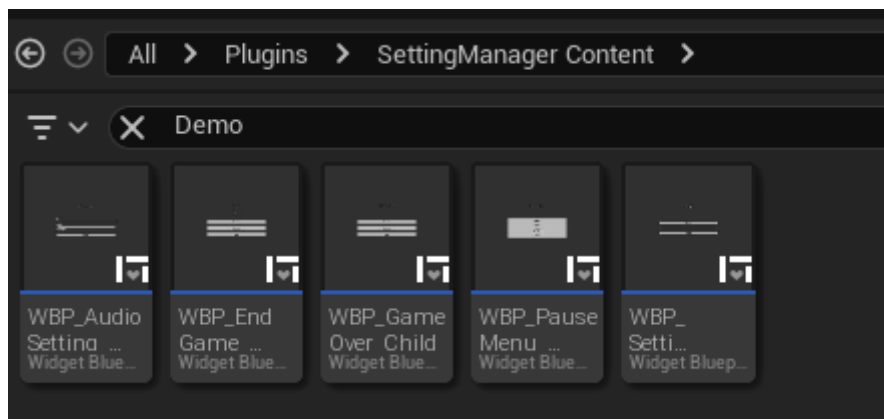 All > Plugins > SettingManager Content >
Demo
WBP_Audio
Setting ...
Widget Blue...
WBP_End
Game ...
Widget Blue...
WBP_Game
Over Child
Widget Blue...
WBP_Pause
Menu ...
Widget Blue...
WBP_
Setti...
Widget Bluep...